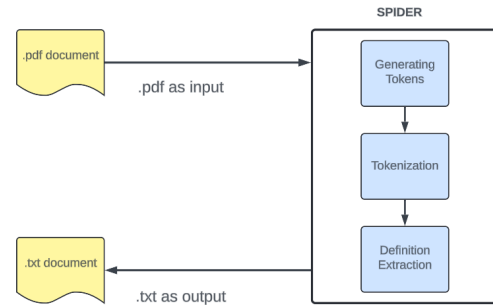 SPIDER
.pdf document
.pdf as input
Generating
Tokens
Tokenization
Definition
Extraction
.txt document
.txt as output